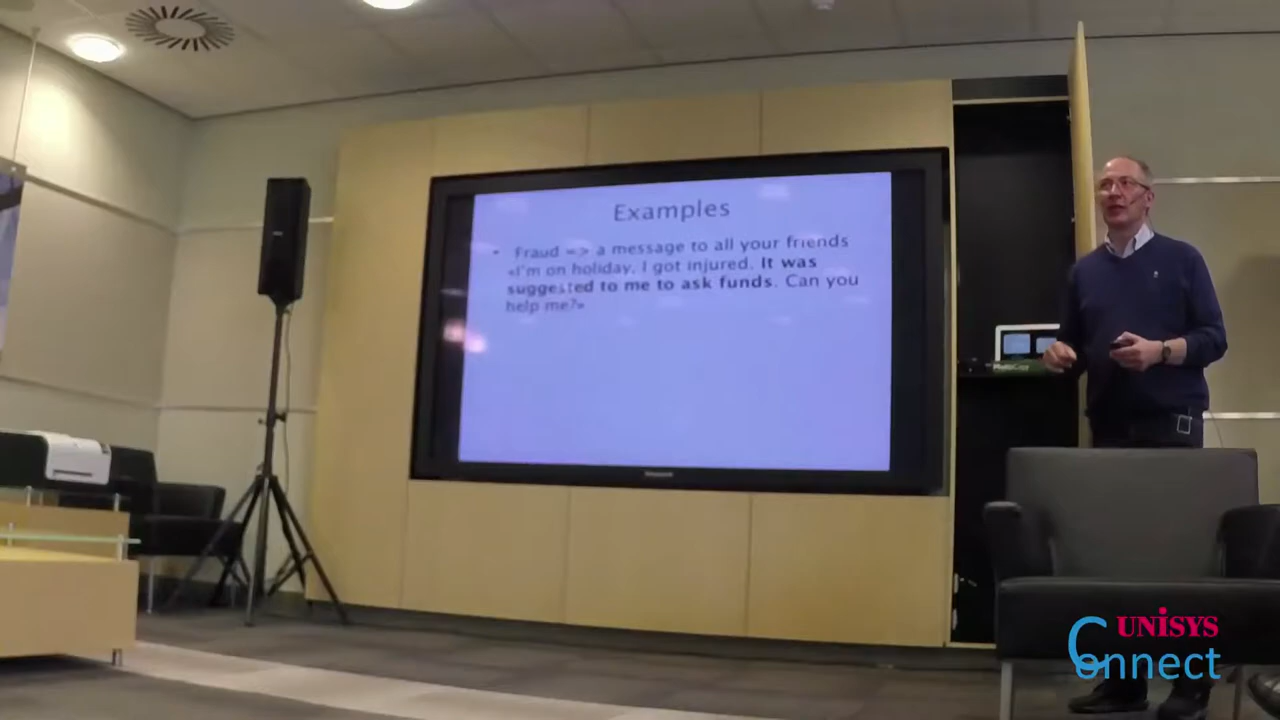 Examples
• Fraud => a message to all your friends
«I'm on holiday. I got injured. It was
suggested to me to ask funds. Can you
help me?»
UNISYS
Connect